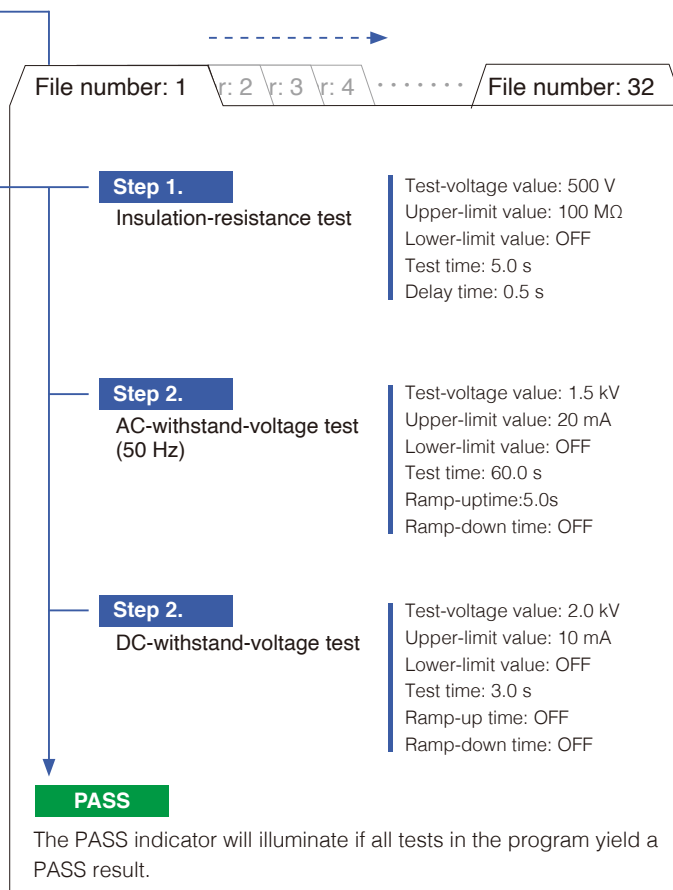 File number: 1 r: 2 r: 3 r: 4 ······· File number: 32
Step 1.
Insulation-resistance test
Test-voltage value: 500 V
Upper-limit value: 100 MΩ
Lower-limit value: OFF
Test time: 5.0 s
Delay time: 0.5 s
Step 2.
AC-withstand-voltage test
(50 Hz)
Test-voltage value: 1.5 kV
Upper-limit value: 20 mA
Lower-limit value: OFF
Test time: 60.0 s
Ramp-uptime:5.0s
Ramp-down time: OFF
Step 2.
DC-withstand-voltage test
Test-voltage value: 2.0 kV
Upper-limit value: 10 mA
Lower-limit value: OFF
Test time: 3.0 s
Ramp-up time: OFF
Ramp-down time: OFF
PASS
The PASS indicator will illuminate if all tests in the program yield a
PASS result.